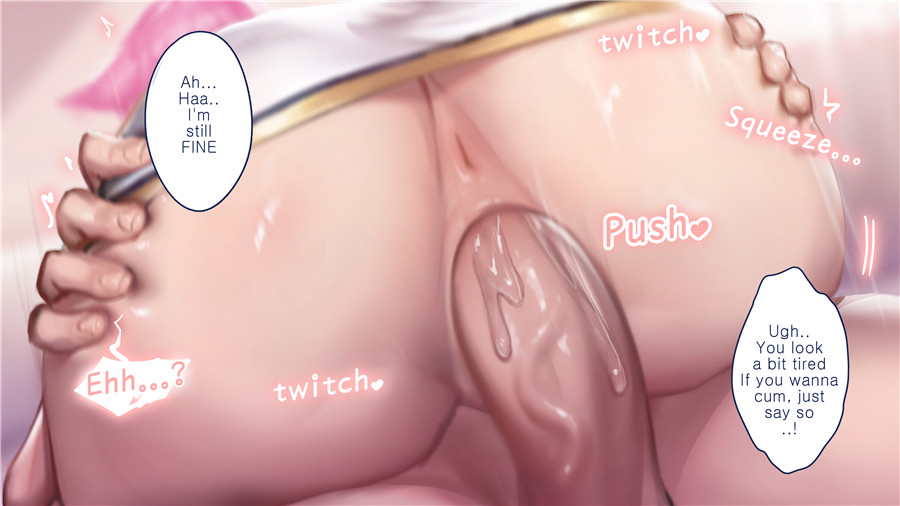 Ah...
Haa..
I'm
still
FINE
twitch♥
Squeeze...
Push♥
Ehh...?
twitch♥
Ugh..
You look
a bit tired
If you wanna
cum, just
say so
..!